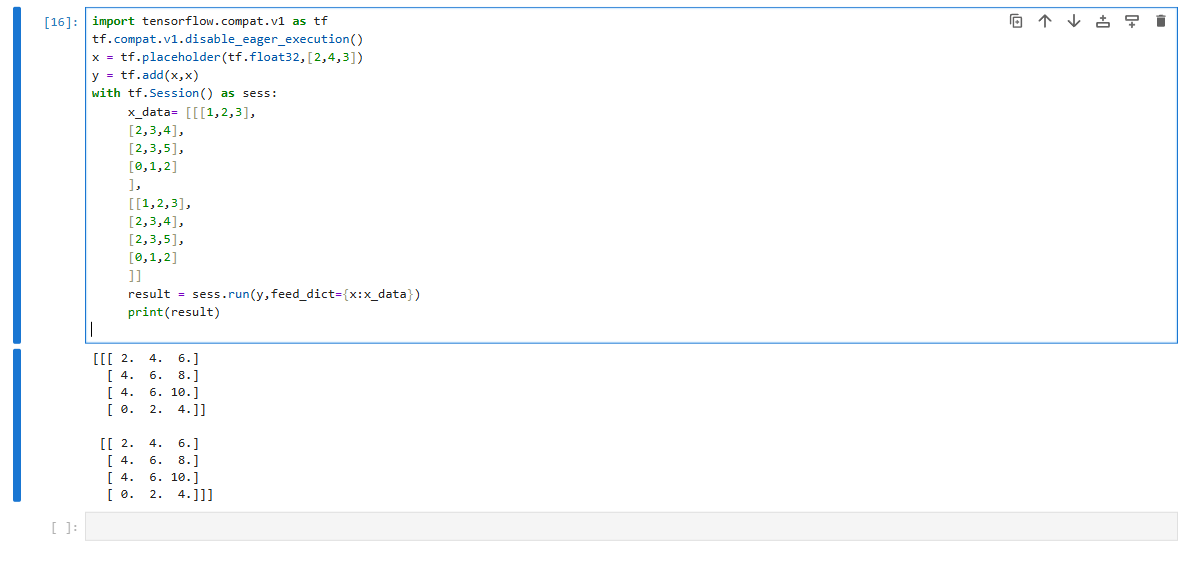 [16]: import tensorflow.compat.v1 as tf
tf.compat.v1.disable_eager_execution()
x = tf.placeholder(tf.float32,[2,4,3])
y = tf.add(x,x)
with tf.Session() as sess:
     x_data= [[[1,2,3],
     [2,3,4],
     [2,3,5],
     [0,1,2]
     ],
     [[1,2,3],
     [2,3,4],
     [2,3,5],
     [0,1,2]
     ]]
     result = sess.run(y,feed_dict={x:x_data})
     print(result)
[[[ 2.  4.  6.]
  [ 4.  6.  8.]
  [ 4.  6. 10.]
  [ 0.  2.  4.]]
 [[ 2.  4.  6.]
  [ 4.  6.  8.]
  [ 4.  6. 10.]
  [ 0.  2.  4.]]]
[ ]: